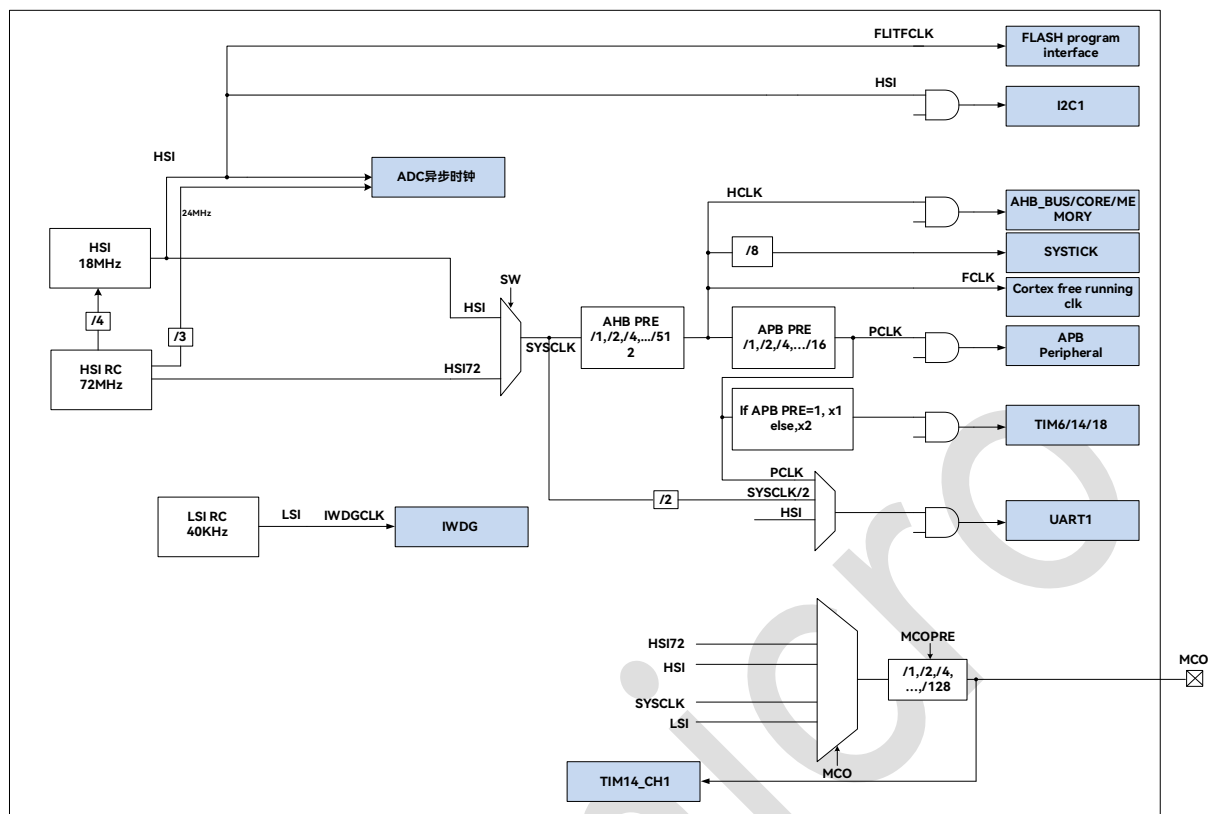 FLITFCLK
FLASH program
interface
HSI
I2C1
HSI
ADC异步时钟
24MHz
HCLK
AHB_BUS/CORE/ME
MORY
HSI
18MHz
/8
SYSTICK
SW
FCLK
Cortex free running
clk
/4
/3
HSI
AHB PRE
/1,/2,/4,.../51
2
APB PRE
/1,/2,/4,.../16
PCLK
APB
Peripheral
SYSCLK
HSI RC
72MHz
HSI72
If APB PRE=1, x1
else,x2
TIM6/14/18
PCLK
/2
SYSCLK/2
HSI
UART1
LSI RC
40KHz
LSI
IWDGCLK
IWDG
HSI72
HSI
SYSCLK
LSI
MCOPRE
/1,/2,/4,
...,/128
MCO
MCO
TIM14_CH1
micro